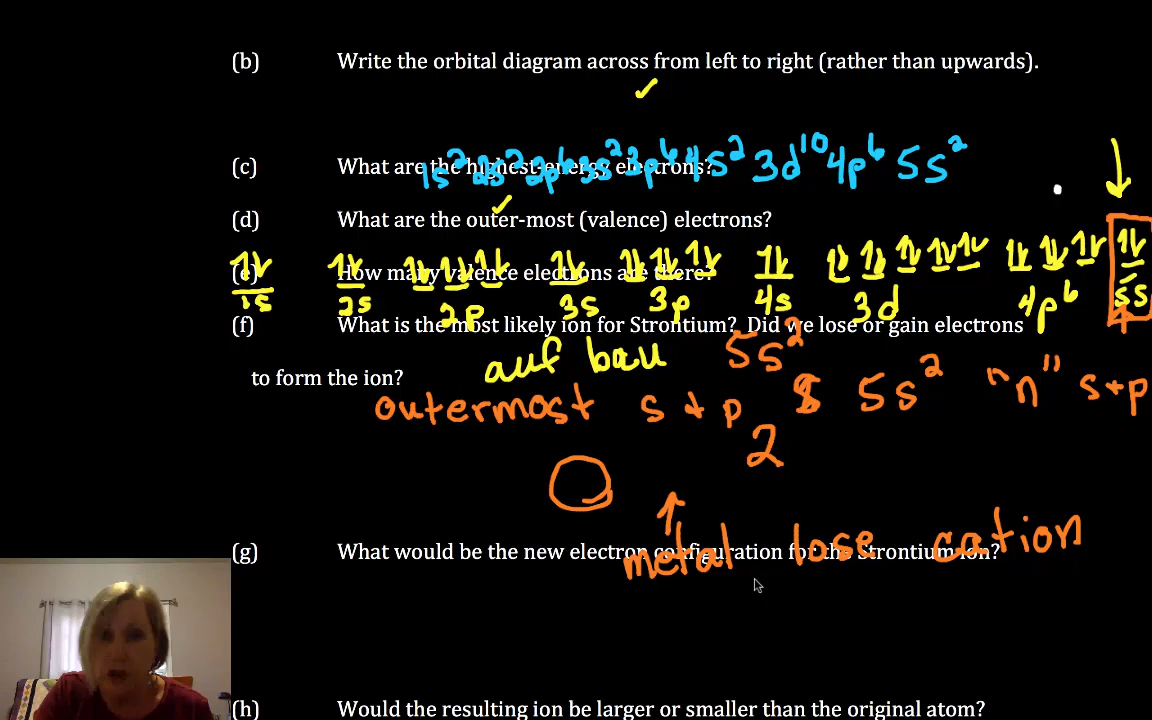 (b) Write the orbital diagram across from left to right (rather than upwards).
(c) What are the highest-energy electrons?
1s² 2s² 2p⁶ 3s² 3p⁶ 4s² 3d¹⁰ 4p⁶ 5s²
(d) What are the outer-most (valence) electrons?
(e) How many valence electrons are there?
1s 2s 2p 3s 3p 4s 3d 4p⁶ 5s
(f) What is the most likely ion for Strontium? Did we lose or gain electrons
auf bau 5s²
to form the ion?
outermost s + p 5s² "n" s+p
2
metal lose cation
(g) What would be the new electron configuration for the Strontium ion?
(h) Would the resulting ion be larger or smaller than the original atom?